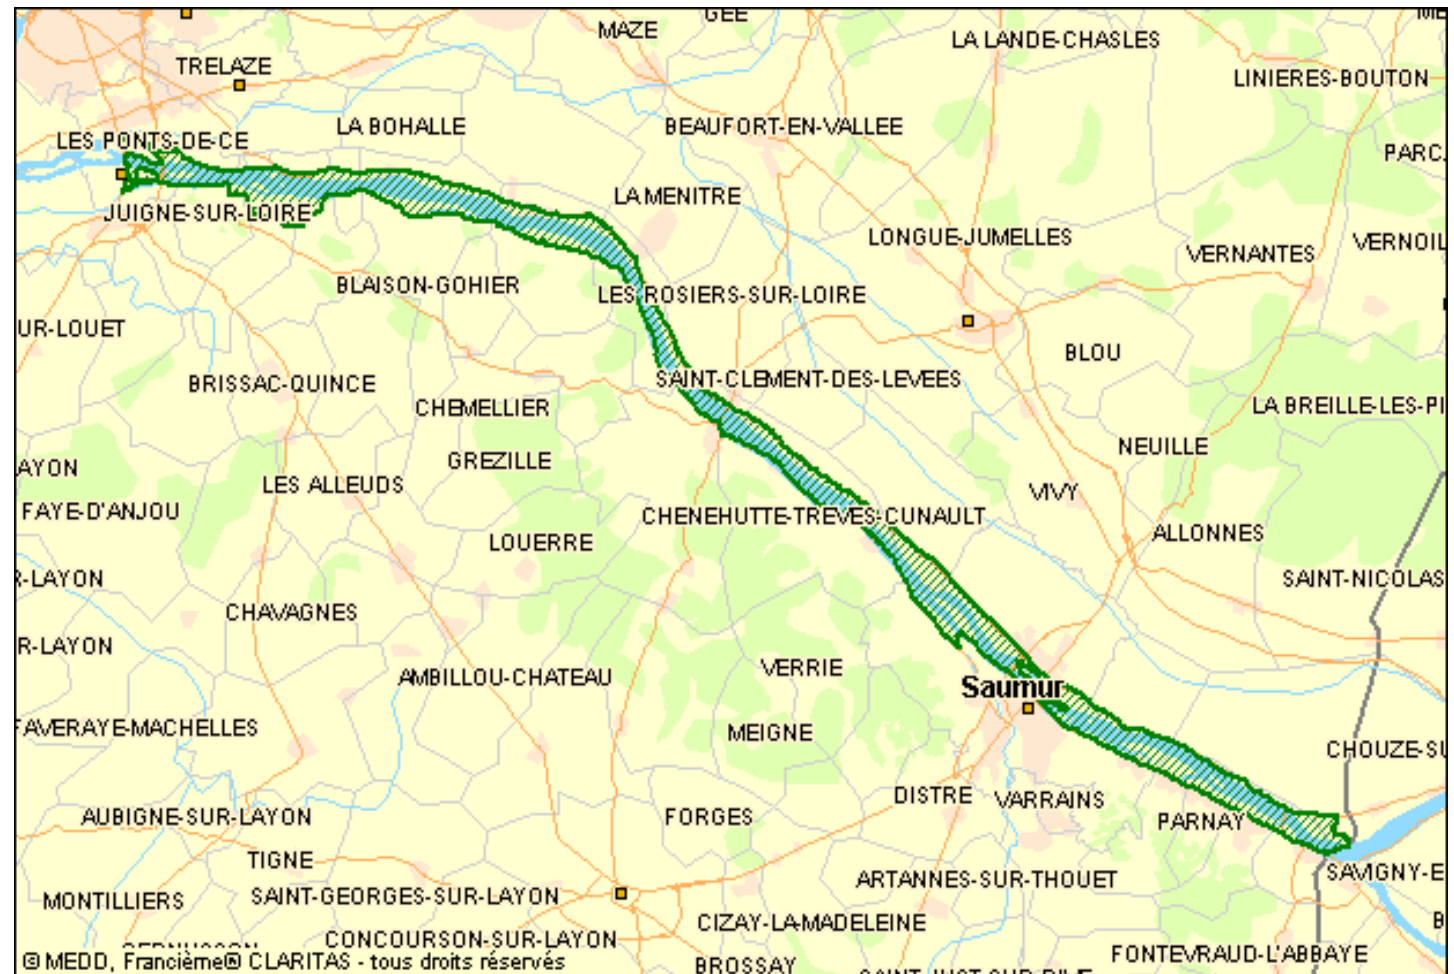 GEE
MAZE
LA LANDE-CHASLES
TRELAZE
LINIERES-BOUTON
LA BOHALLE
BEAUFORT-EN-VALLEE
LES PONTS-DE-CE
PARC
LA MENITRE
JUIGNE-SUR-LOIRE
LONGUE-JUMELLES
VERNANTES
VERNOIL
BLAISON-GOHIER
LES ROSIERS-SUR-LOIRE
UR-LOUET
BLOU
SAINT-CLEMENT-DES-LEVEES
BRISSAC-QUINCE
CHEMELLIER
LA BREILLE-LES-PI
NEUILLE
GREZILLE
AYON
LES ALLEUDS
VIVY
FAYE-D'ANJOU
CHENEHUTTE-TREVES-CUNAULT
ALLONNES
LOUERRE
R-LAYON
SAINT-NICOLAS
CHAVAGNES
R-LAYON
VERRIE
AMBILLOU-CHATEAU
Saumur
FAVERAYE-MACHELLES
MEIGNE
CHOUZE-SU
DISTRE
VARRAINS
AUBIGNE-SUR-LAYON
FORGES
PARNAY
TIGNE
SAVIGNY-E
ARTANNES-SUR-THOUET
SAINT-GEORGES-SUR-LAYON
MONTILLIERS
CIZAY-LA-MADELEINE
B
CONCOURSON-SUR-LAYON
FONTEVRAUD-L'ABBAYE
© MEDD, Francième® CLARITAS - tous droits réservés
BROSSAY